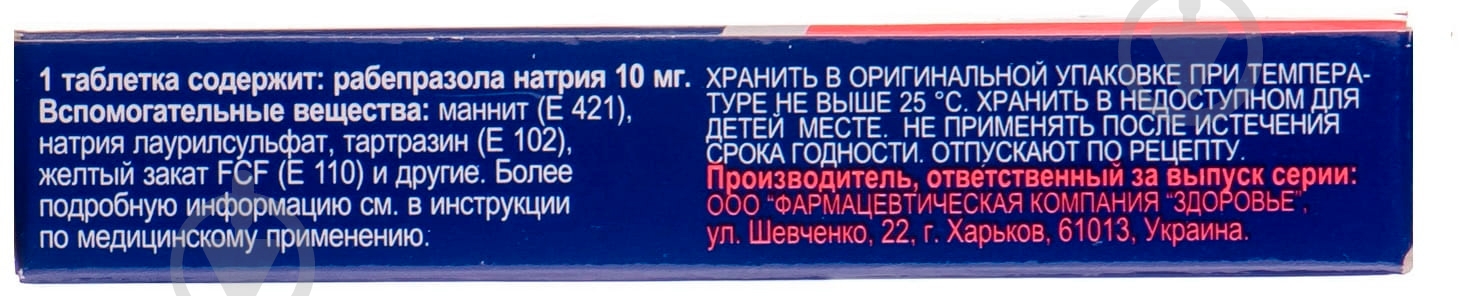 1 таблетка содержит: рабепразола натрия 10 мг.
Вспомогательные вещества: маннит (Е 421),
натрия лаурилсульфат, тартразин (Е 102),
желтый закат FCF (Е 110) и другие. Более
подробную информацию см. в инструкции
по медицинскому применению.
ХРАНИТЬ В ОРИГИНАЛЬНОЙ УПАКОВКЕ ПРИ ТЕМПЕРА-
ТУРЕ НЕ ВЫШЕ 25 °С. ХРАНИТЬ В НЕДОСТУПНОМ ДЛЯ
ДЕТЕЙ МЕСТЕ. НЕ ПРИМЕНЯТЬ ПОСЛЕ ИСТЕЧЕНИЯ
СРОКА ГОДНОСТИ. ОТПУСКАЮТ ПО РЕЦЕПТУ.
Производитель, ответственный за выпуск серии:
ООО "ФАРМАЦЕВТИЧЕСКАЯ КОМПАНИЯ "ЗДОРОВЬЕ",
ул. Шевченко, 22, г. Харьков, 61013, Украина.